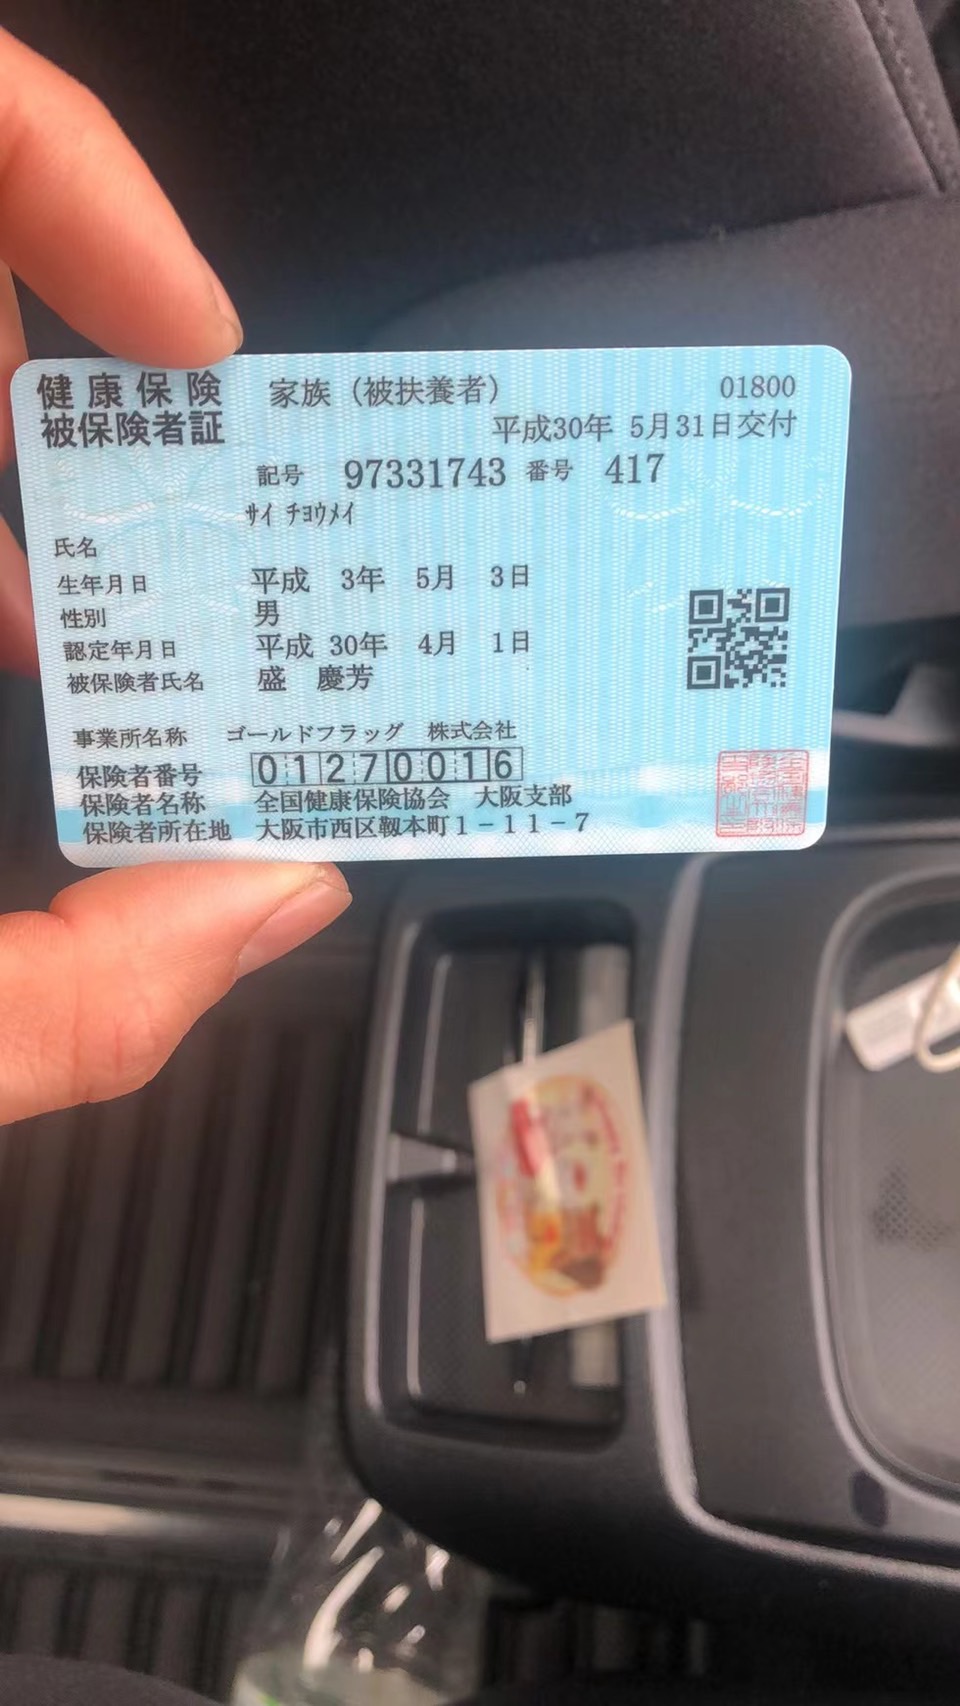 健康保険 家族（被扶養者） 01800
被保険者証 平成30年 5月31日交付
記号 97331743 番号 417
サイ チヨウメイ
氏名
生年月日 平成 3年 5月 3日
性別 男
認定年月日 平成 30年 4月 1日
被保険者氏名 盛 慶芳
事業所名称 ゴールドフラッグ 株式会社
保険者番号 01270016
保険者名称 全国健康保険協会 大阪支部
保険者所在地 大阪市西区靱本町1－11－7